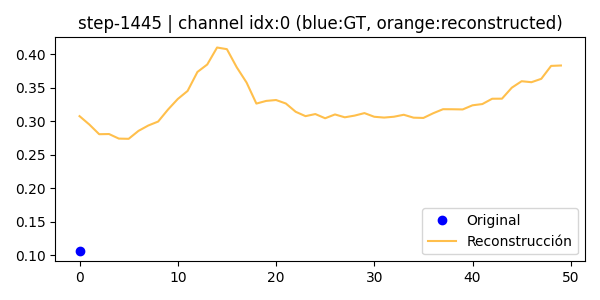 step-1445 | channel idx:0 (blue:GT, orange:reconstructed)
0.40
0.35
0.30
0.25
0.20
0.15
0.10
0 10 20 30 40 50
Original
Reconstrucción